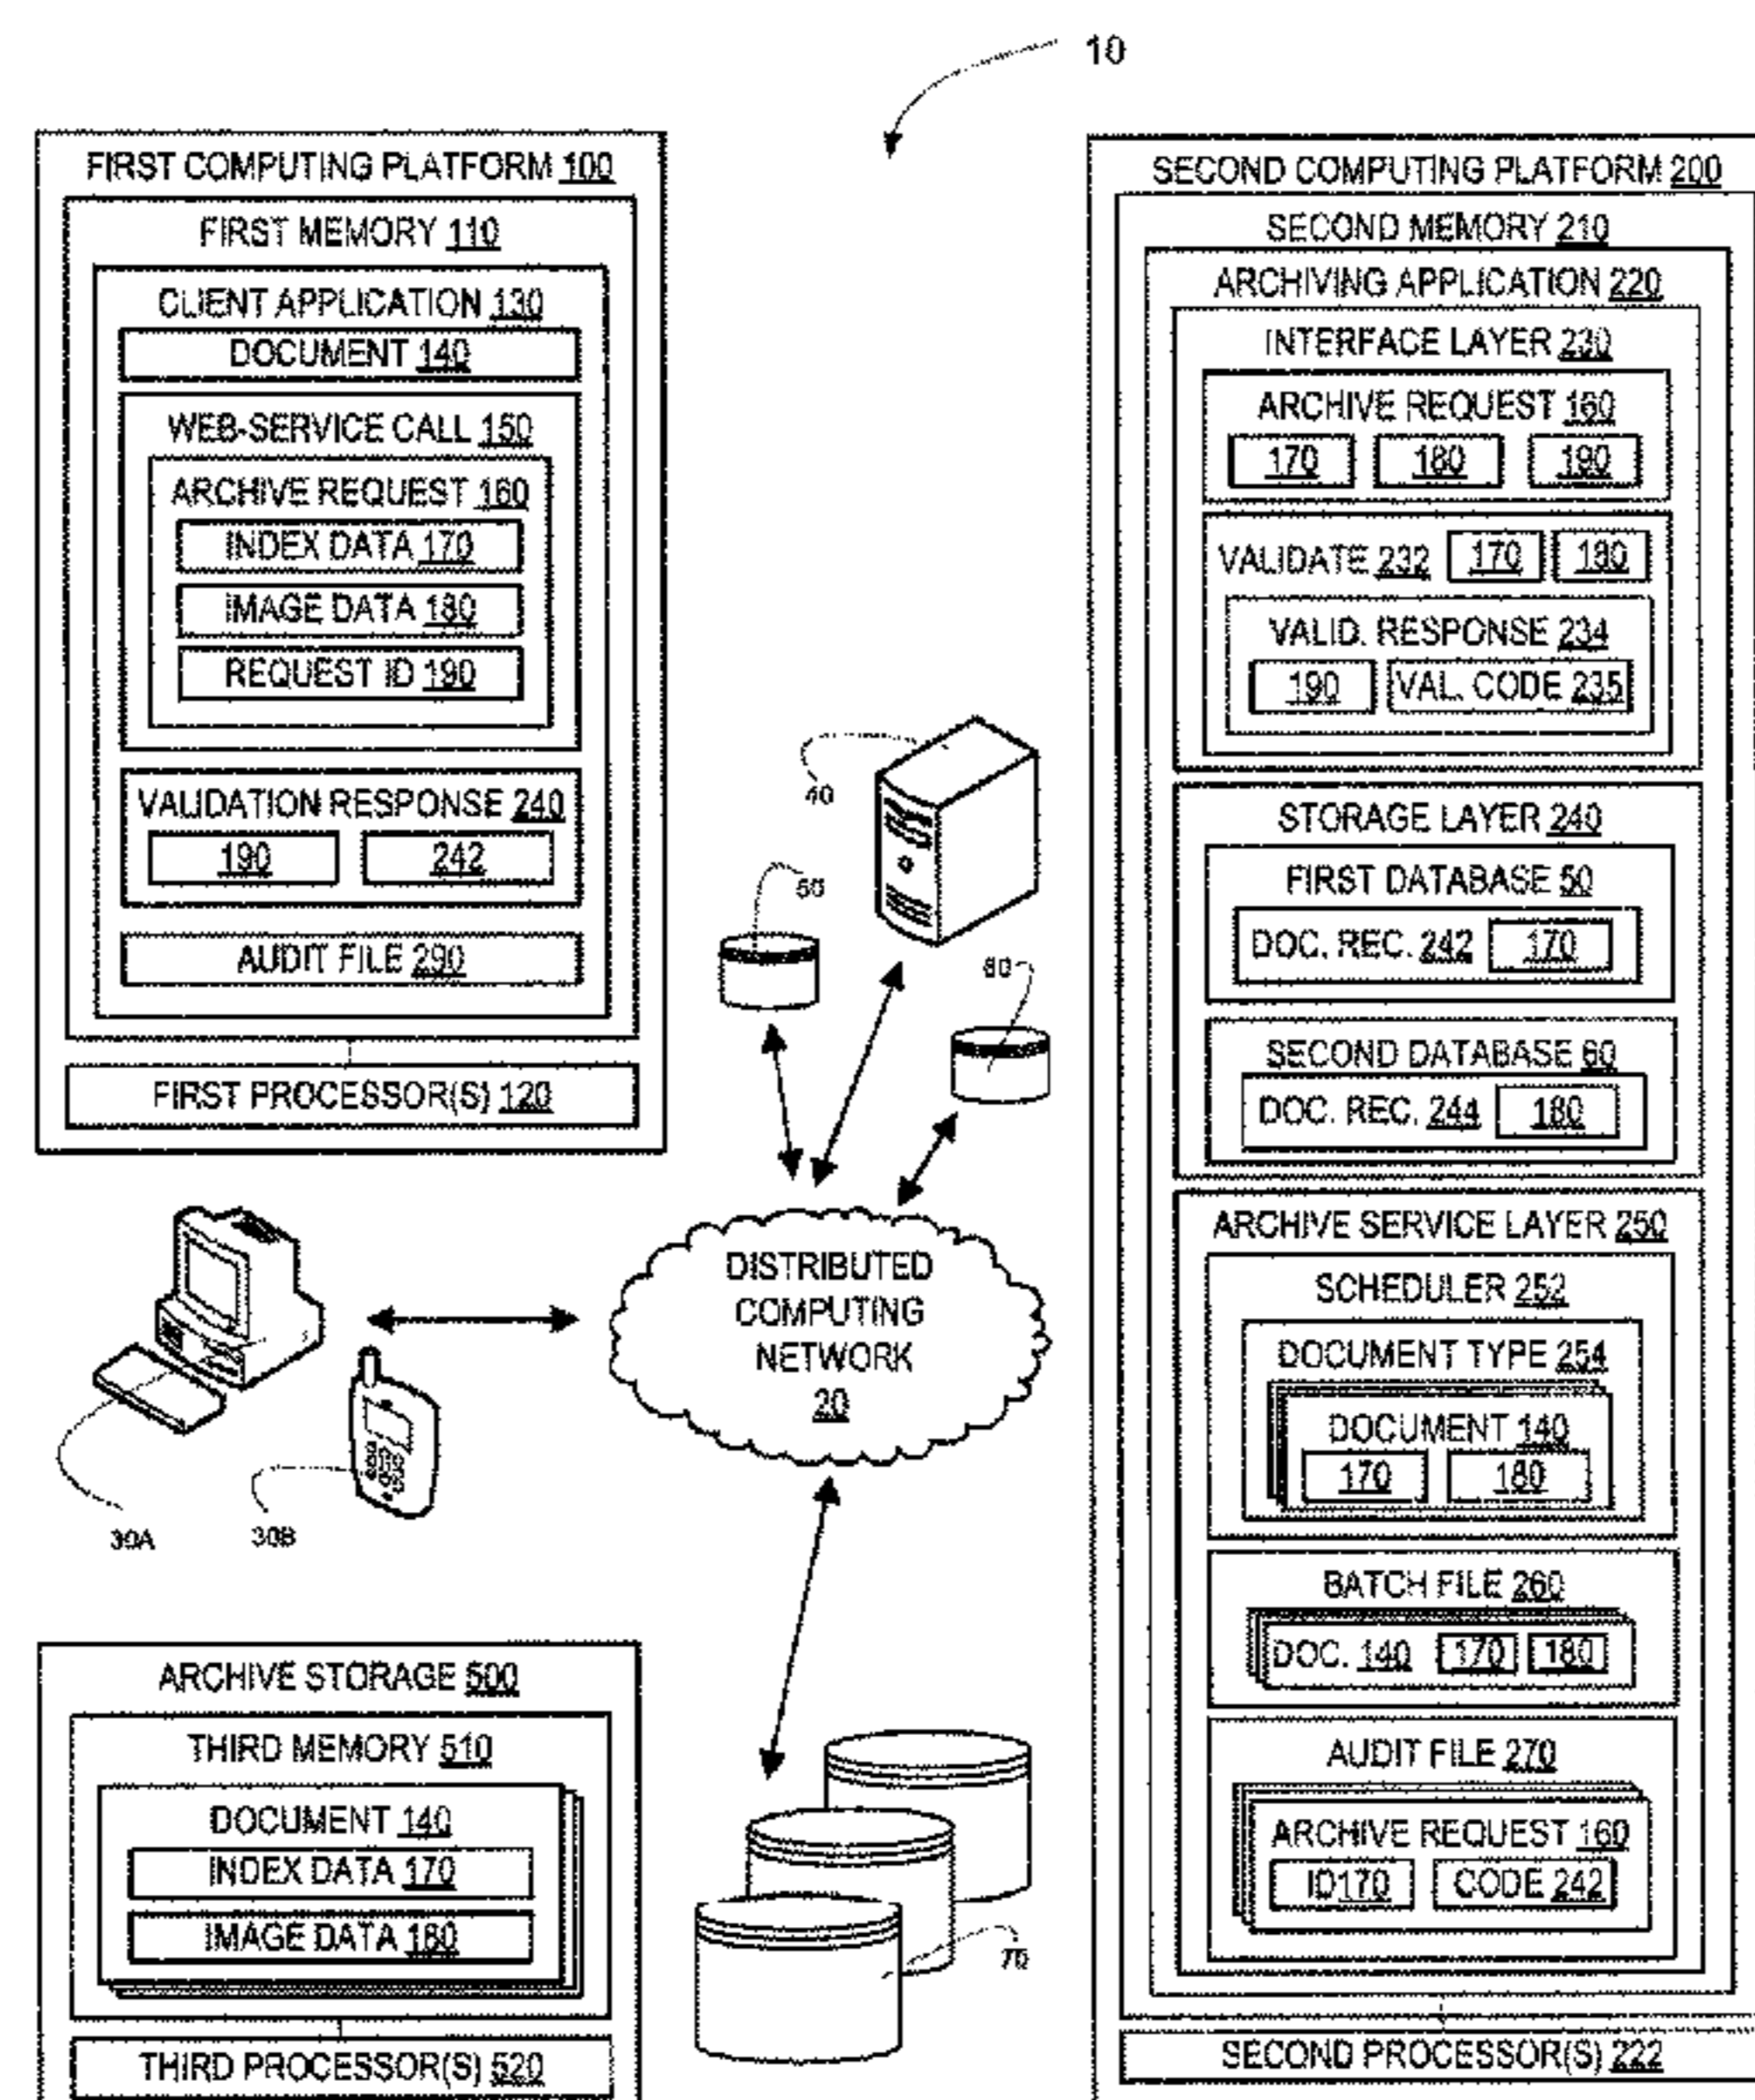 10
FIRST COMPUTING PLATFORM 100
FIRST MEMORY 110
CLIENT APPLICATION 130
DOCUMENT 140
WEB-SERVICE CALL 150
ARCHIVE REQUEST 160
INDEX DATA 170
IMAGE DATA 180
REQUEST ID 190
VALIDATION RESPONSE 240
190 242
AUDIT FILE 290
FIRST PROCESSOR(S) 120
40
50
60
DISTRIBUTED
COMPUTING
NETWORK
20
30A
30B
70
ARCHIVE STORAGE 500
THIRD MEMORY 510
DOCUMENT 140
INDEX DATA 170
IMAGE DATA 180
THIRD PROCESSOR(S) 520
SECOND COMPUTING PLATFORM 200
SECOND MEMORY 210
ARCHIVING APPLICATION 220
INTERFACE LAYER 230
ARCHIVE REQUEST 160
170 180 190
VALIDATE 232 170 180
VALID. RESPONSE 234
190 VAL. CODE 235
STORAGE LAYER 240
FIRST DATABASE 50
DOC. REC. 242 170
SECOND DATABASE 60
DOC. REC. 244 180
ARCHIVE SERVICE LAYER 250
SCHEDULER 252
DOCUMENT TYPE 254
DOCUMENT 140
170 180
BATCH FILE 260
DOC. 140 170 180
AUDIT FILE 270
ARCHIVE REQUEST 160
ID170 CODE 242
SECOND PROCESSOR(S) 222